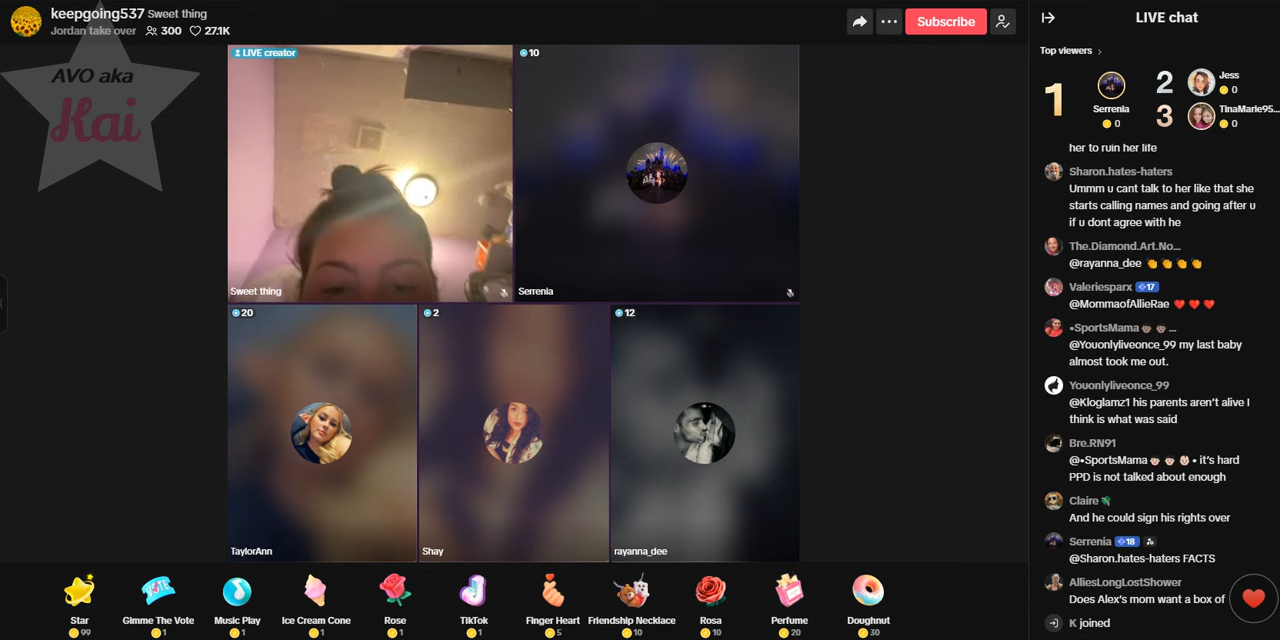 keepgoing537 Sweet thing
Jordan take over 300 27.1K
Subscribe
AVO aka
Kai
LIVE creator
Sweet thing
10
Serrenia
20
TaylorAnn
2
Shay
12
rayanna_dee
Star
99
Gimme The Vote
1
Music Play
1
Ice Cream Cone
1
Rose
1
TikTok
1
Finger Heart
5
Friendship Necklace
10
Rosa
10
Perfume
20
Doughnut
30
LIVE chat
Top viewers
1
Serrenia
0
2
Jess
0
3
TinaMarie95...
0
her to ruin her life
Sharon.hates-haters
Ummm u cant talk to her like that she
starts calling names and going after u
if u dont agree with he
The.Diamond.Art.No...
@rayanna_dee 👏👏👏👏
Valeriesparx 17
@MommaofAllieRae ❤️❤️❤️
•SportsMama ...
@Youonlyliveonce_99 my last baby
almost took me out.
Youonlyliveonce_99
@Kloglamz1 his parents aren't alive I
think is what was said
Bre.RN91
@•SportsMama • it's hard
PPD is not talked about enough
Claire
And he could sign his rights over
Serrenia 18
@Sharon.hates-haters FACTS
AlliesLongLostShower
Does Alex's mom want a box of
K joined